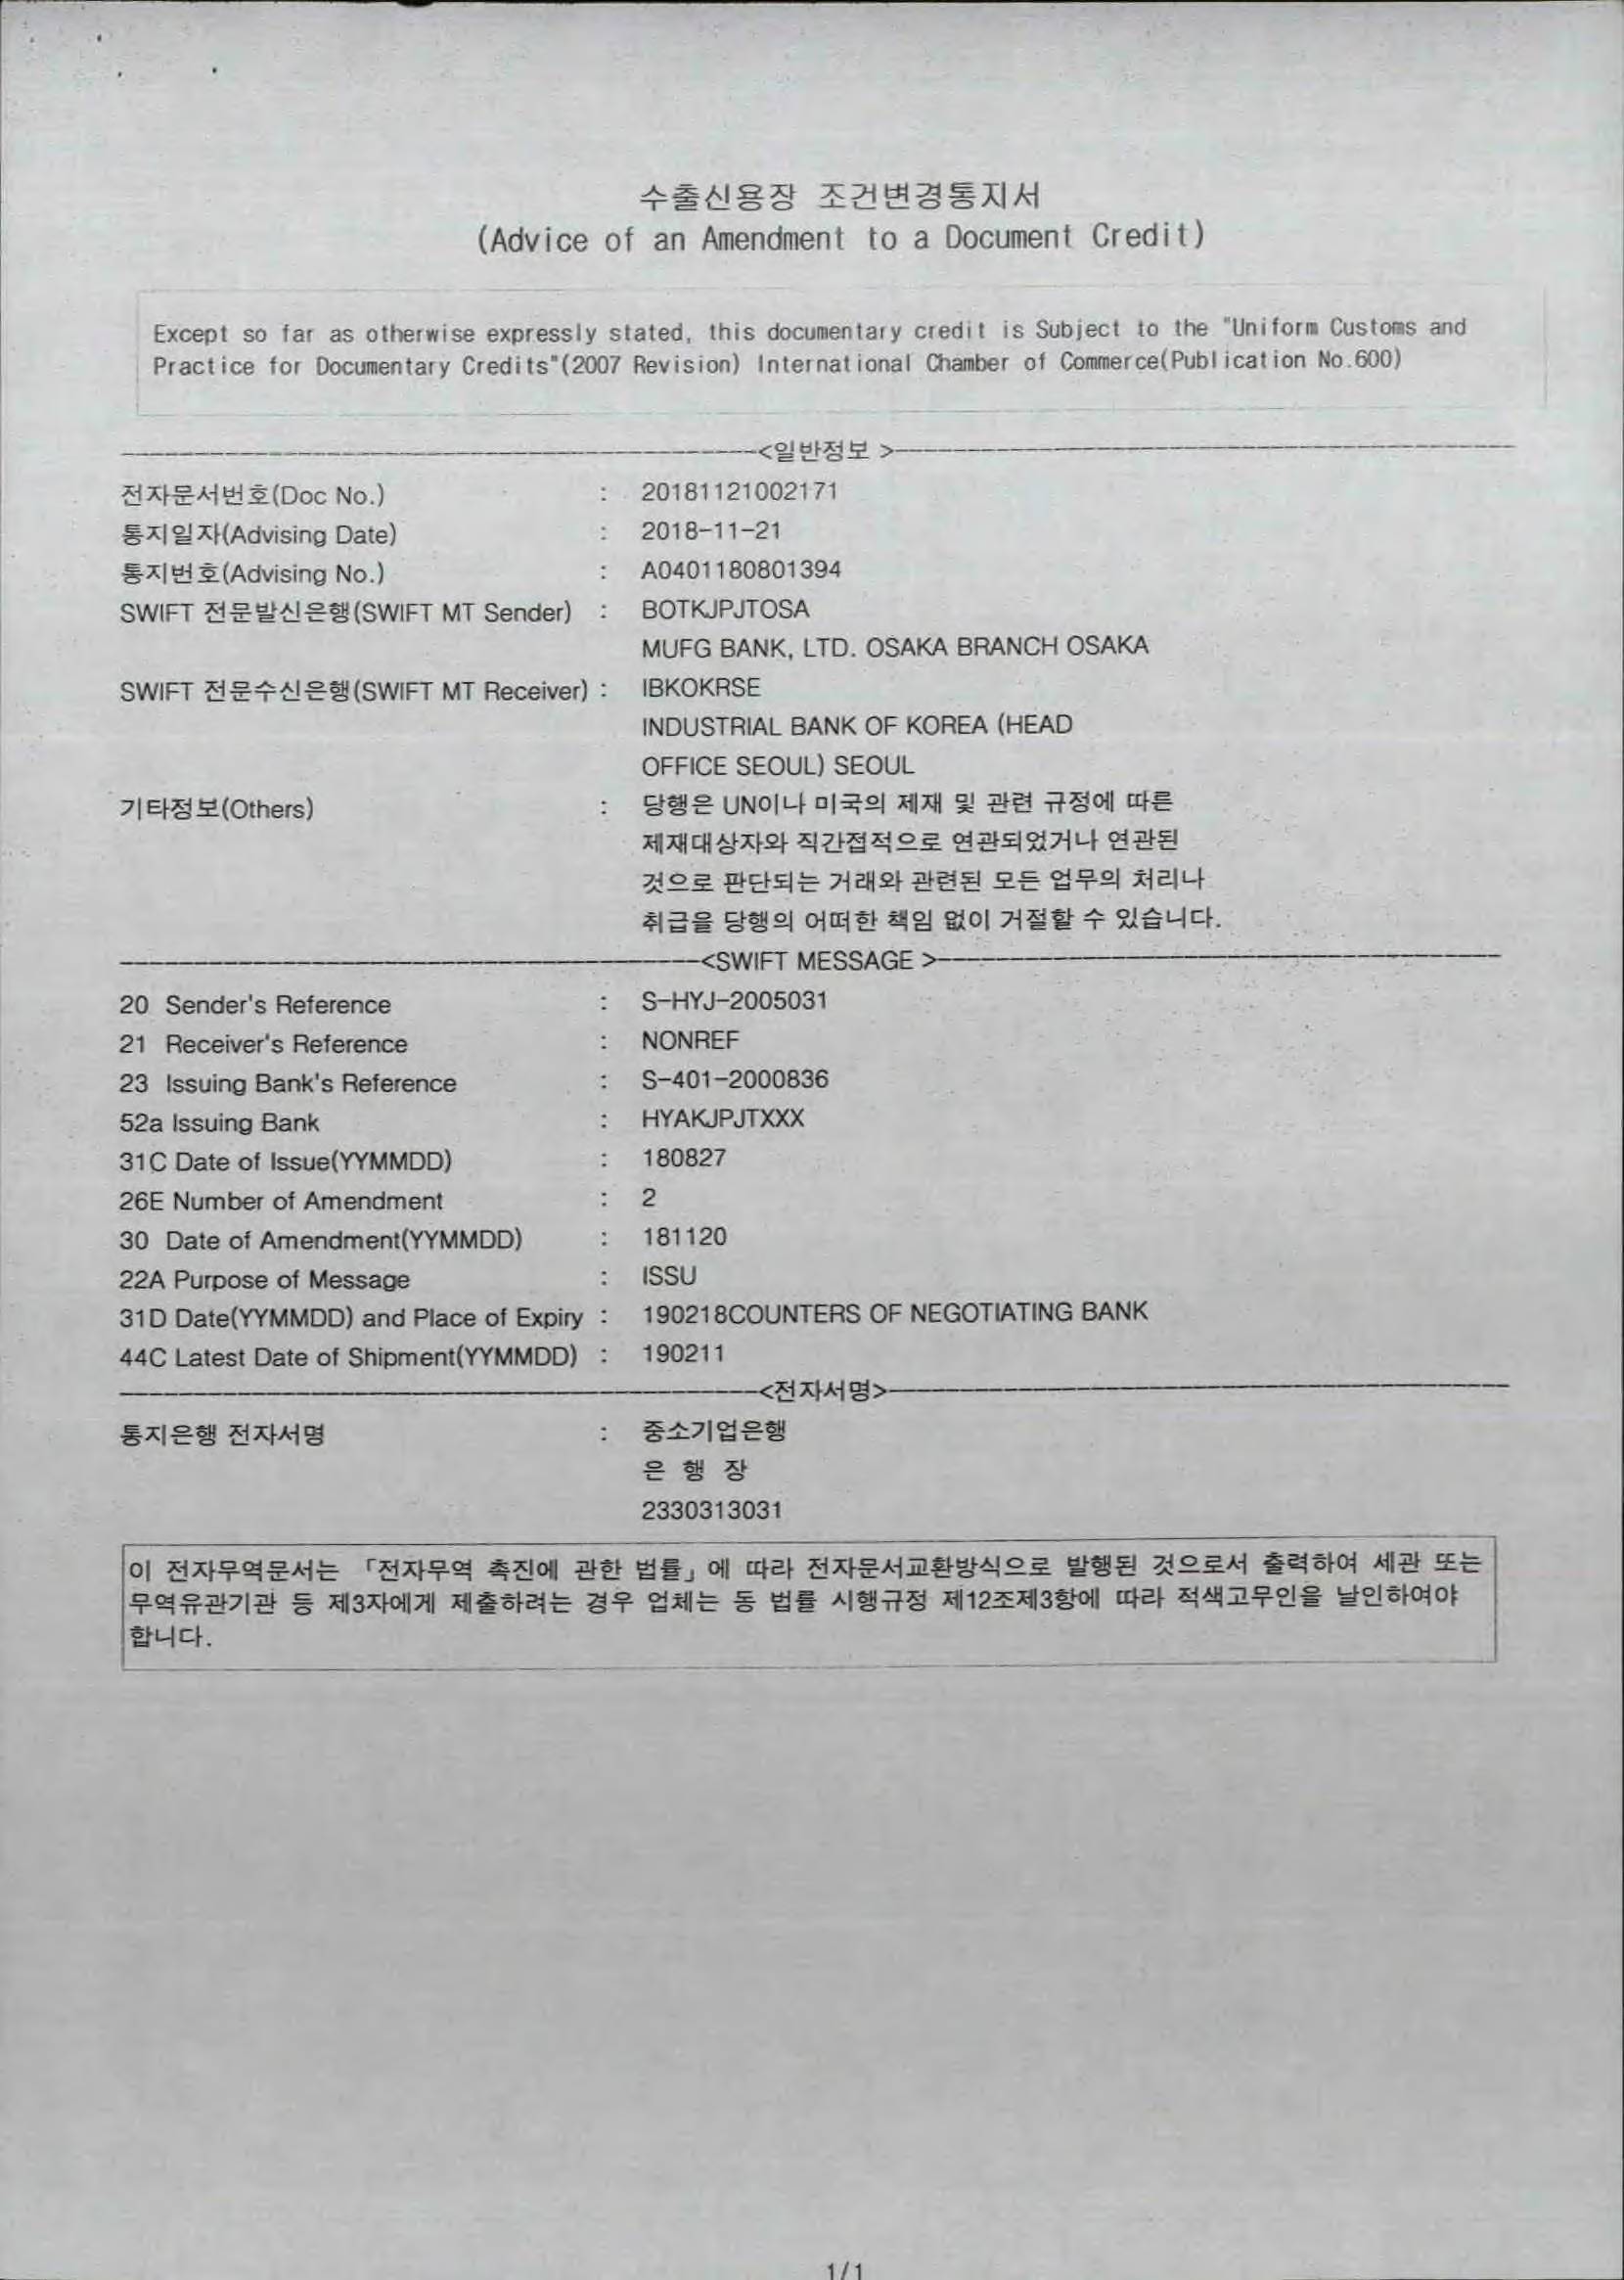 수출신용장 조건변경통지서
(Advice of an Amendment to a Document Credit)
Except so far as otherwise expressly stated, this documentary credit is Subject to the "Uniform Customs and
Practice for Documentary Credits"(2007 Revision) International Chamber of Commerce(Publication No.600)
<일반정보 >
전자문서번호(Doc No.) : 20181121002171
통지일자(Advising Date) : 2018-11-21
통지번호(Advising No.) : A0401180801394
SWIFT 전문발신은행(SWIFT MT Sender) : BOTKJPJTOSA
MUFG BANK, LTD. OSAKA BRANCH OSAKA
SWIFT 전문수신은행(SWIFT MT Receiver) : IBKOKRSE
INDUSTRIAL BANK OF KOREA (HEAD
OFFICE SEOUL) SEOUL
기타정보(Others) : 당행은 UN이나 미국의 제재 및 관련 규정에 따른
제재대상자와 직간접적으로 연관되었거나 연관된
것으로 판단되는 거래와 관련된 모든 업무의 처리나
취급을 당행의 어떠한 책임 없이 거절할 수 있습니다.
<SWIFT MESSAGE >
20 Sender's Reference : S-HYJ-2005031
21 Receiver's Reference : NONREF
23 Issuing Bank's Reference : S-401-2000836
52a Issuing Bank : HYAKJPJTXXX
31C Date of Issue(YYMMDD) : 180827
26E Number of Amendment : 2
30 Date of Amendment(YYMMDD) : 181120
22A Purpose of Message : ISSU
31D Date(YYMMDD) and Place of Expiry : 190218COUNTERS OF NEGOTIATING BANK
44C Latest Date of Shipment(YYMMDD) : 190211
<전자서명>
통지은행 전자서명 : 중소기업은행
은 행 장
2330313031
이 전자무역문서는 「전자무역 촉진에 관한 법률」에 따라 전자문서교환방식으로 발행된 것으로서 출력하여 세관 또는
무역유관기관 등 제3자에게 제출하려는 경우 업체는 동 법률 시행규정 제12조제3항에 따라 적색고무인을 날인하여야
합니다.
1/1